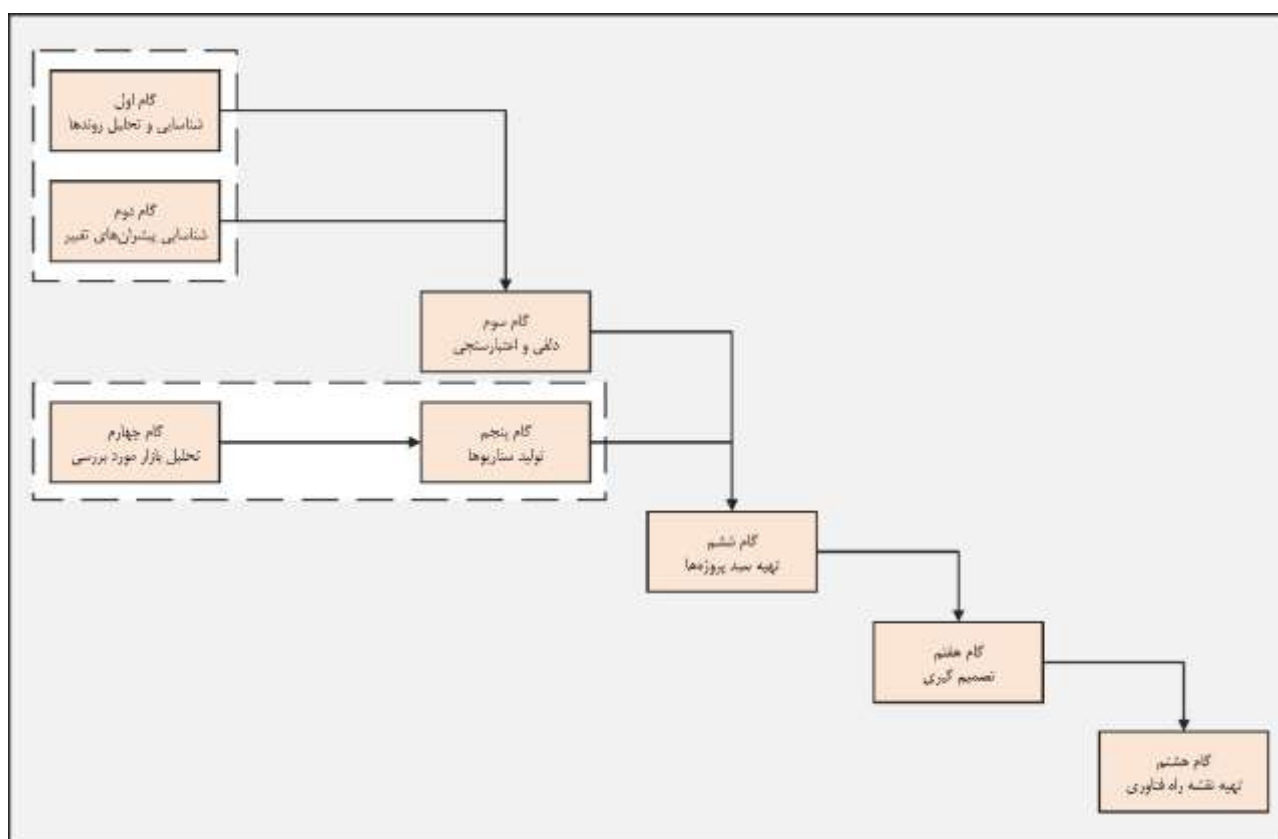 گام اول
شناسایی و تحلیل روندها
گام دوم
شناسایی پیشران‌های تغییر
گام سوم
دلفی و اعتبارسنجی
گام چهارم
تحلیل بازار مورد بررسی
گام پنجم
تولید سناریوها
گام ششم
تهیه سبد پروژه‌ها
گام هفتم
تصمیم گیری
گام هشتم
تهیه نقشه راه فناوری